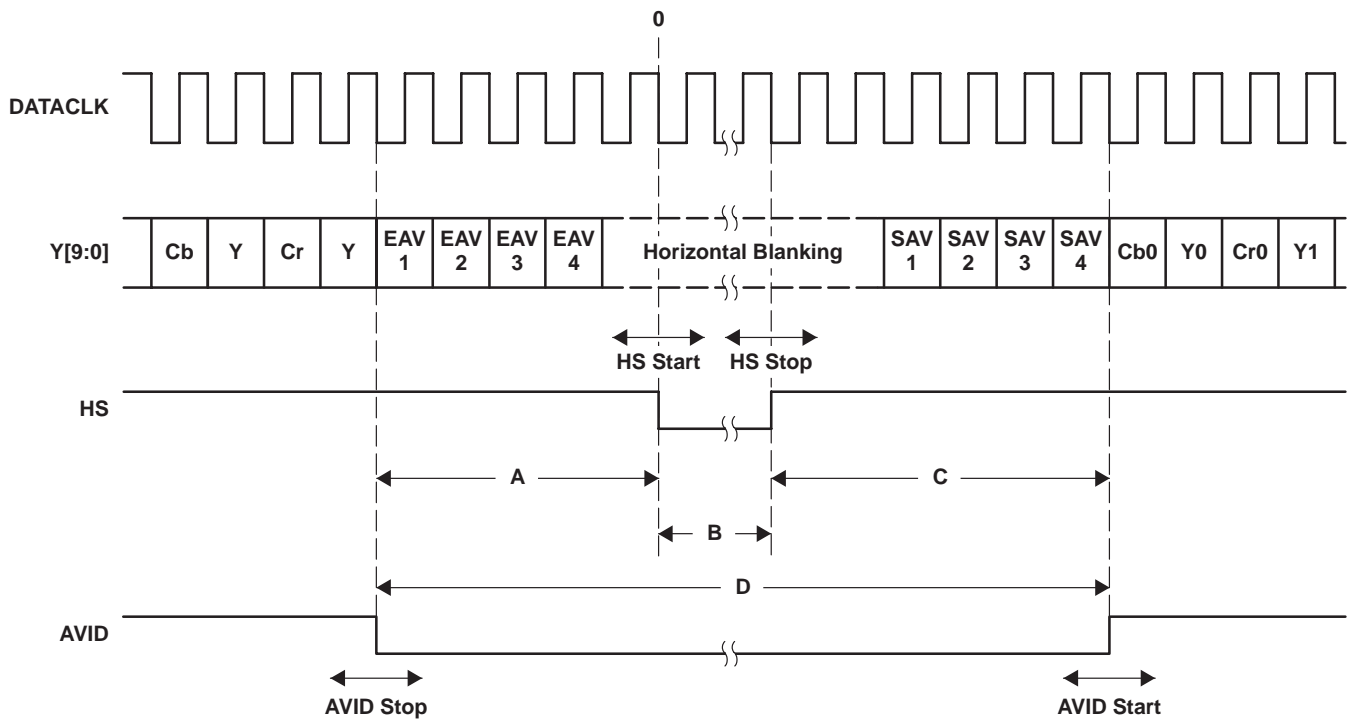 0
DATACLK
Y[9:0]
Cb
Y
Cr
Y
EAV
1
EAV
2
EAV
3
EAV
4
Horizontal Blanking
SAV
1
SAV
2
SAV
3
SAV
4
Cb0
Y0
Cr0
Y1
HS Start
HS Stop
HS
A
C
B
D
AVID
AVID Stop
AVID Start